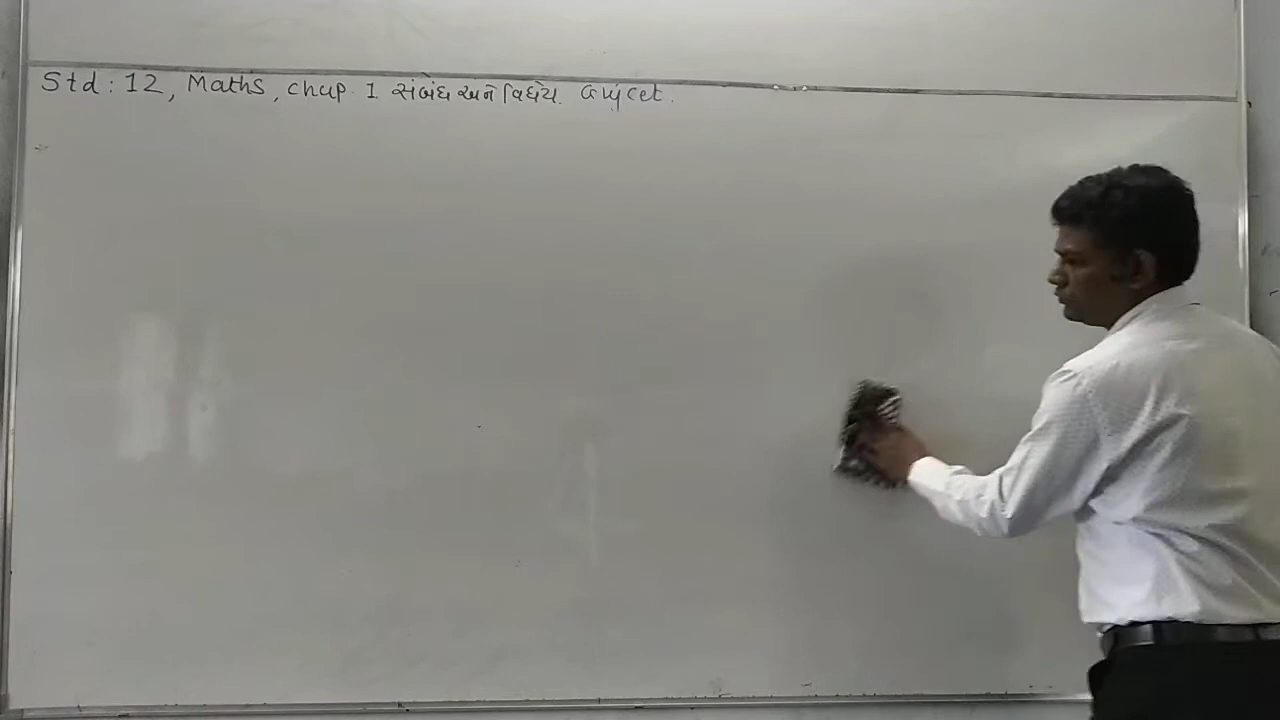 Std : 12, Maths, chap. 1 સંબંધ અને વિધેય. Gujcet.